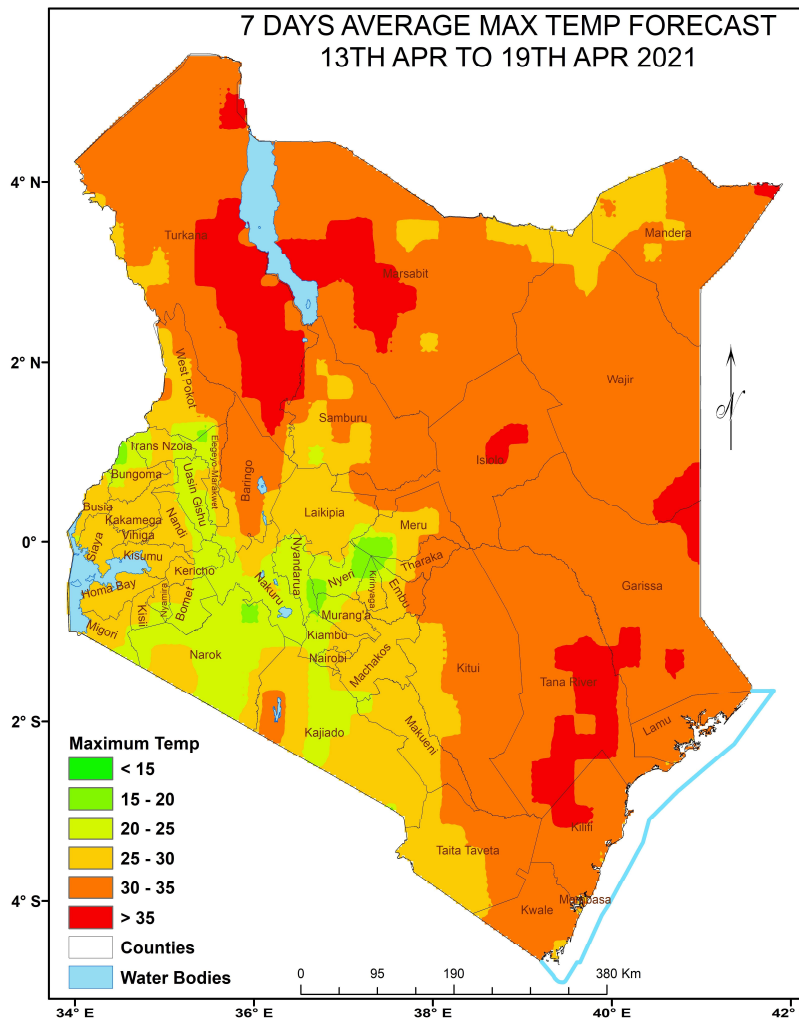 7 DAYS AVERAGE MAX TEMP FORECAST
13TH APR TO 19TH APR 2021
4° N
Turkana
Mandera
Marsabit
2° N
West Pokot
Wajir
N
Samburu
Trans Nzoia
Elegeyo-Marakwet
Isiolo
Bungoma
Uasin Gishu
Baringo
Busia
Laikipia
Kakamega
Nandi
Meru
Vihiga
0°
Siaya
Kisumu
Nyandarua
Tharaka
Kericho
Homa Bay
Nyamira
Nakuru
Nyeri
Kirinyaga
Embu
Garissa
Kisii
Bomet
Murang'a
Migori
Kiambu
Narok
Nairobi
Machakos
Kitui
Tana River
2° S
Kajiado
Makueni
Lamu
Maximum Temp
< 15
15 - 20
20 - 25
25 - 30
30 - 35
> 35
Counties
Water Bodies
Kilifi
Taita Taveta
4° S
Mombasa
Kwale
0 95 190 380 Km
34° E 36° E 38° E 40° E 42°